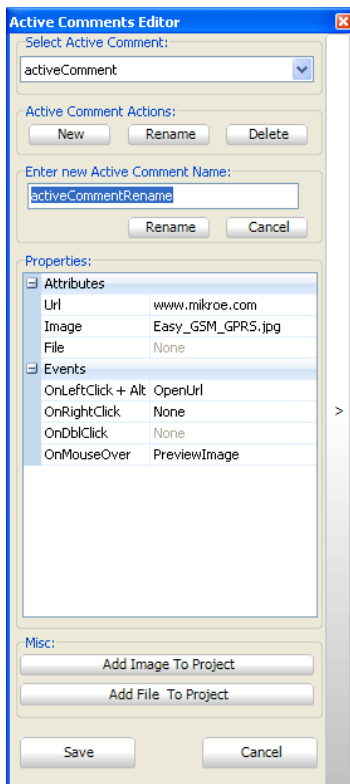 Active Comments Editor
Select Active Comment:
activeComment
Active Comment Actions:
New Rename Delete
Enter new Active Comment Name:
activeCommentRename
Rename Cancel
Properties:
Attributes
Url www.mikroe.com
Image Easy_GSM_GPRS.jpg
File None
Events
OnLeftClick + Alt OpenUrl
OnRightClick None
OnDblClick None
OnMouseOver PreviewImage
>
Misc:
Add Image To Project
Add File To Project
Save Cancel